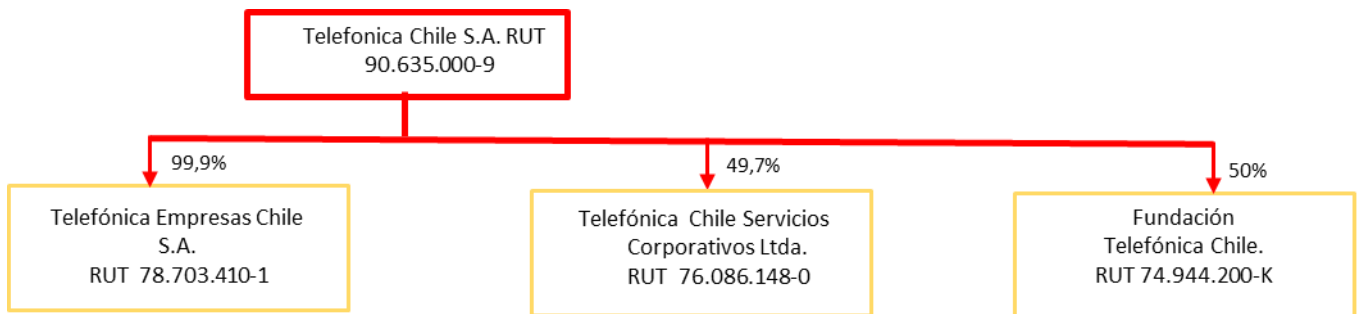 Telefonica Chile S.A. RUT
90.635.000-9
99,9%
49,7%
50%
Telefónica Empresas Chile
S.A.
RUT 78.703.410-1
Telefónica Chile Servicios
Corporativos Ltda.
RUT 76.086.148-0
Fundación
Telefónica Chile.
RUT 74.944.200-K